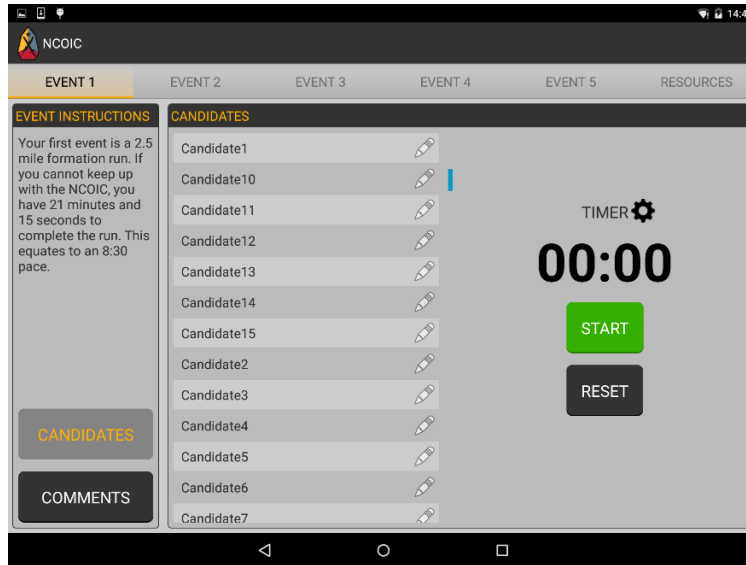 14:4
NCOIC
EVENT 1
EVENT 2
EVENT 3
EVENT 4
EVENT 5
RESOURCES
EVENT INSTRUCTIONS
Your first event is a 2.5
mile formation run. If
you cannot keep up
with the NCOIC, you
have 21 minutes and
15 seconds to
complete the run. This
equates to an 8:30
pace.
CANDIDATES
COMMENTS
CANDIDATES
Candidate1
Candidate10
Candidate11
Candidate12
Candidate13
Candidate14
Candidate15
Candidate2
Candidate3
Candidate4
Candidate5
Candidate6
Candidate7
TIMER
00:00
START
RESET